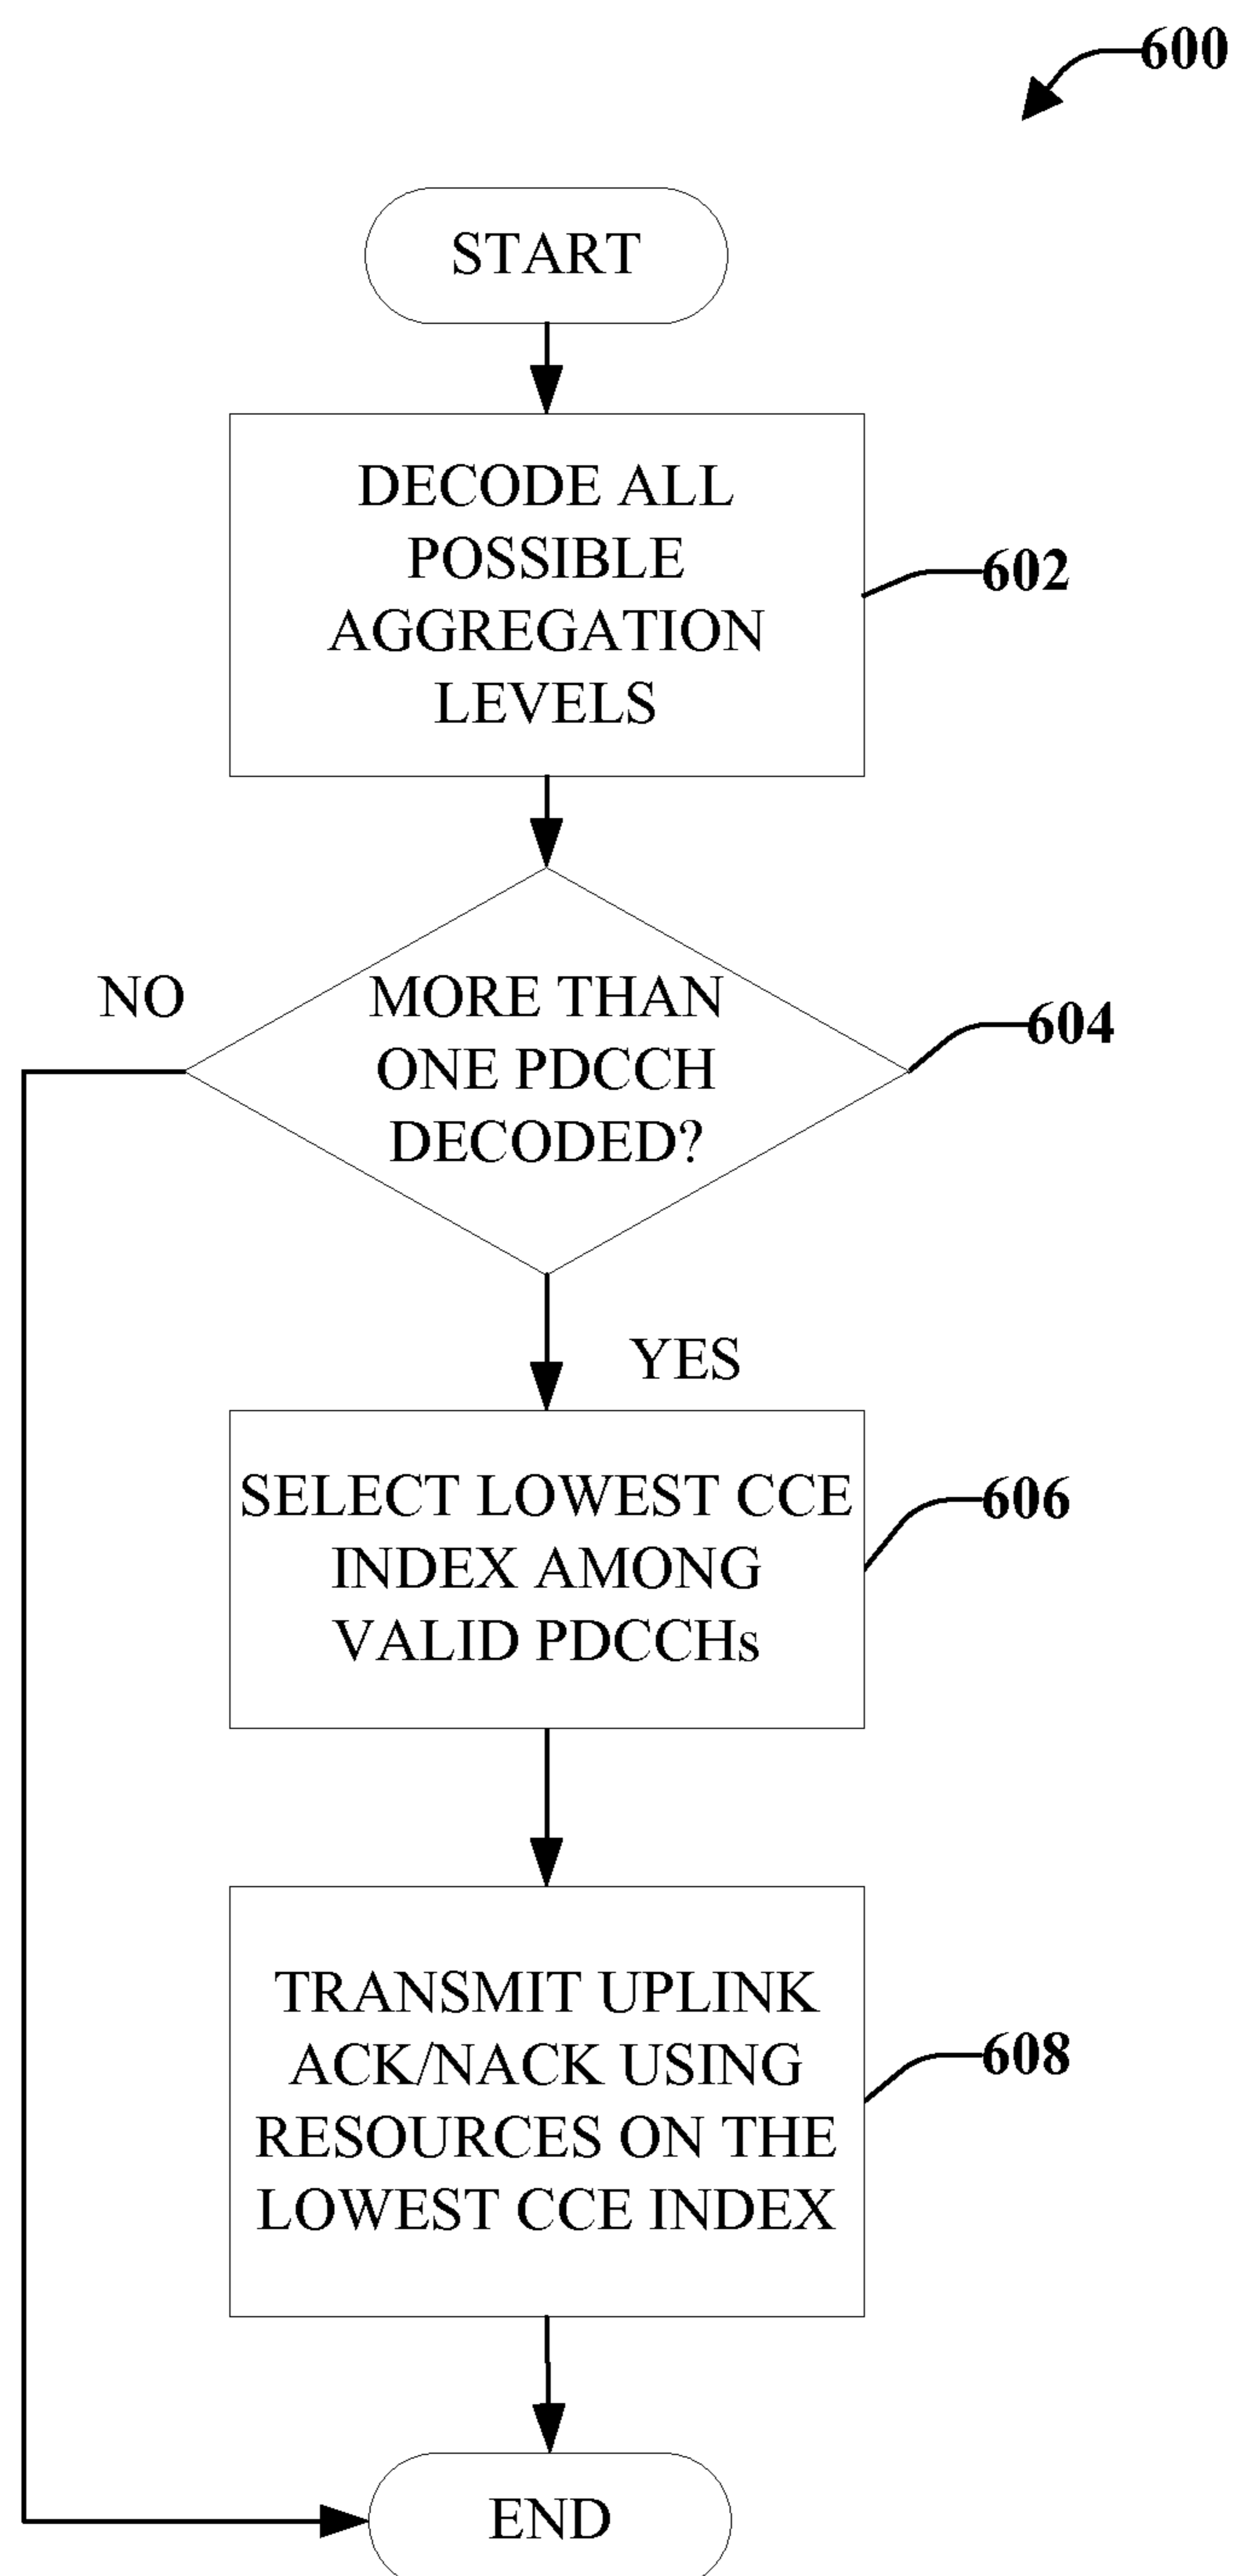 600
START
DECODE ALL
POSSIBLE
AGGREGATION
LEVELS
602
NO
MORE THAN
ONE PDCCH
DECODED?
604
YES
SELECT LOWEST CCE
INDEX AMONG
VALID PDCCHs
606
TRANSMIT UPLINK
ACK/NACK USING
RESOURCES ON THE
LOWEST CCE INDEX
608
END